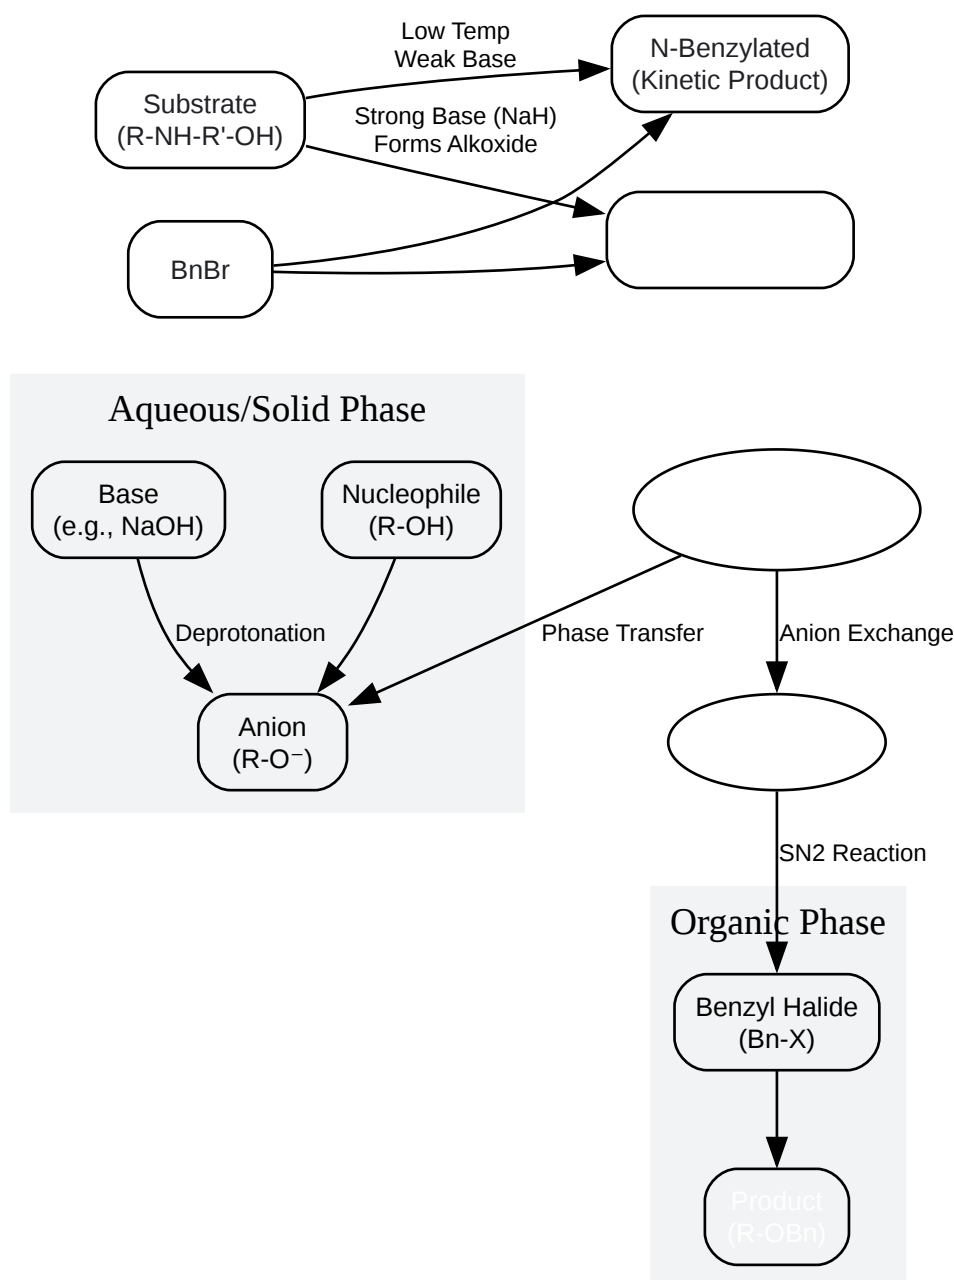 Low Temp
Weak Base
N-Benzylated
(Kinetic Product)
Substrate
(R-NH-R'-OH)
Strong Base (NaH)
Forms Alkoxide
BnBr
Aqueous/Solid Phase
Base
(e.g., NaOH)
Nucleophile
(R-OH)
Deprotonation
Phase Transfer
Anion Exchange
Anion
(R-O⁻)
SN2 Reaction
Organic Phase
Benzyl Halide
(Bn-X)
Product
(R-OBn)